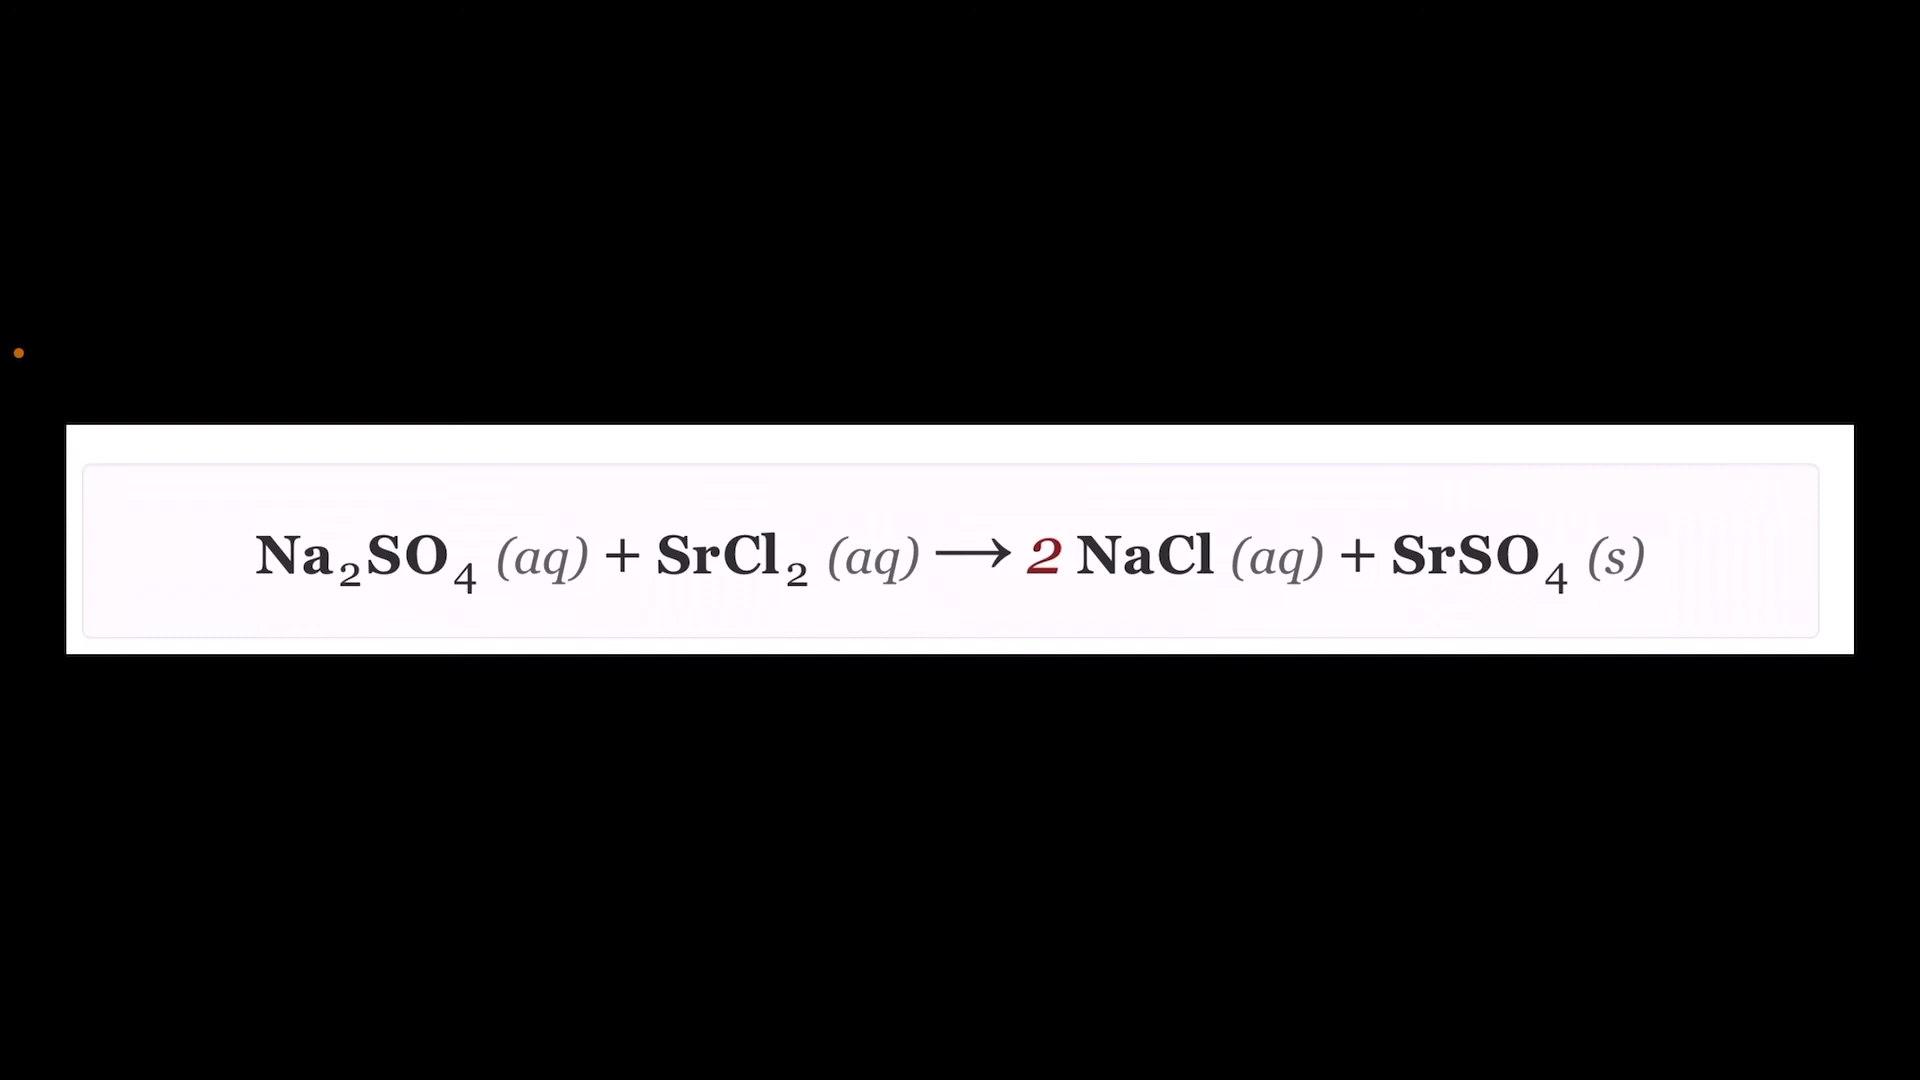 Na₂SO₄ (aq) + SrCl₂ (aq) ⟶ 2 NaCl (aq) + SrSO₄ (s)